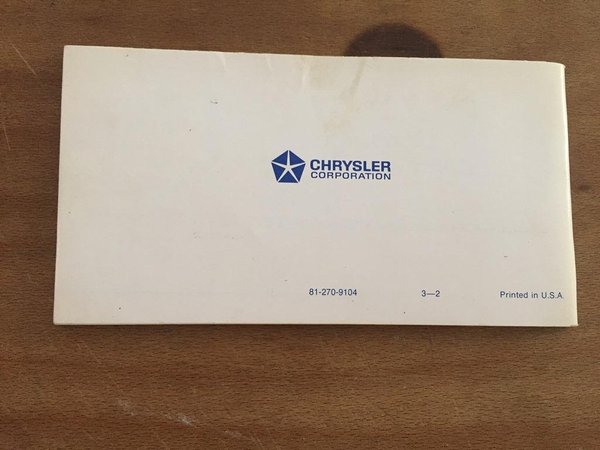 CHRYSLER
CORPORATION
81-270-9104 3—2 Printed in U.S.A.